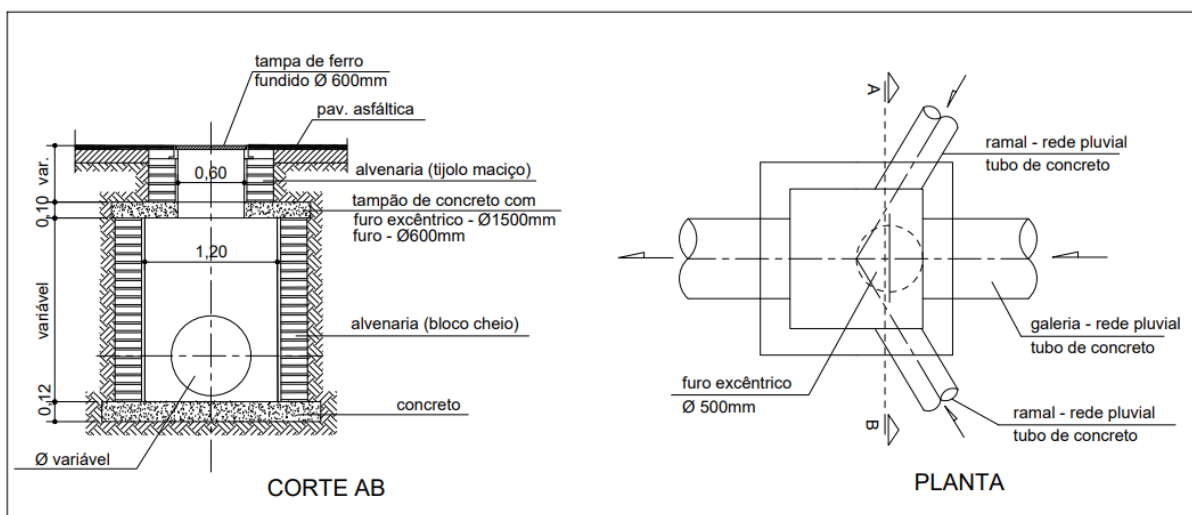 tampa de ferro
fundido Ø 600mm
pav. asfáltica
var.
0,60
alvenaria (tijolo maciço)
0,10
tampão de concreto com
furo excêntrico - Ø1500mm
furo - Ø600mm
1,20
variável
alvenaria (bloco cheio)
0,12
concreto
Ø variável
CORTE AB
A
ramal - rede pluvial
tubo de concreto
galeria - rede pluvial
tubo de concreto
furo excêntrico
Ø 500mm
B
ramal - rede pluvial
tubo de concreto
PLANTA